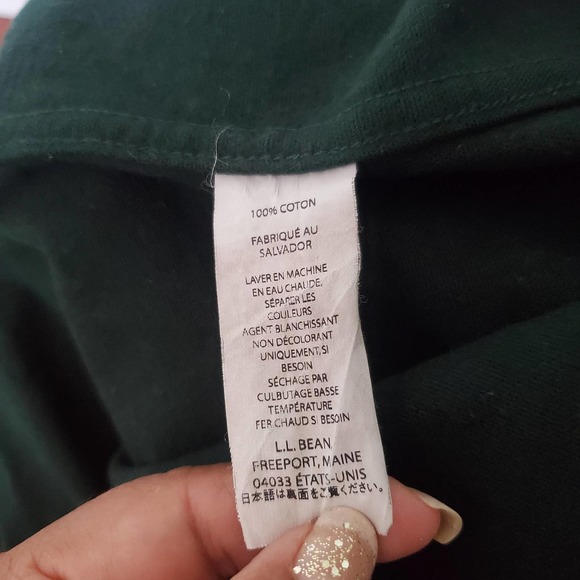 100% COTON
FABRIQUÉ AU
SALVADOR
LAVER EN MACHINE
EN EAU CHAUDE,
SÉPARER LES
COULEURS
AGENT BLANCHISSANT
NON DÉCOLORANT
UNIQUEMENT,SI
BESOIN
SÉCHAGE PAR
CULBUTAGE BASSE
TEMPÉRATURE
FER CHAUD SI BESOIN
L.L. BEAN
FREEPORT, MAINE
04033 ÉTATS-UNIS
日本語は裏面をご覧ください。